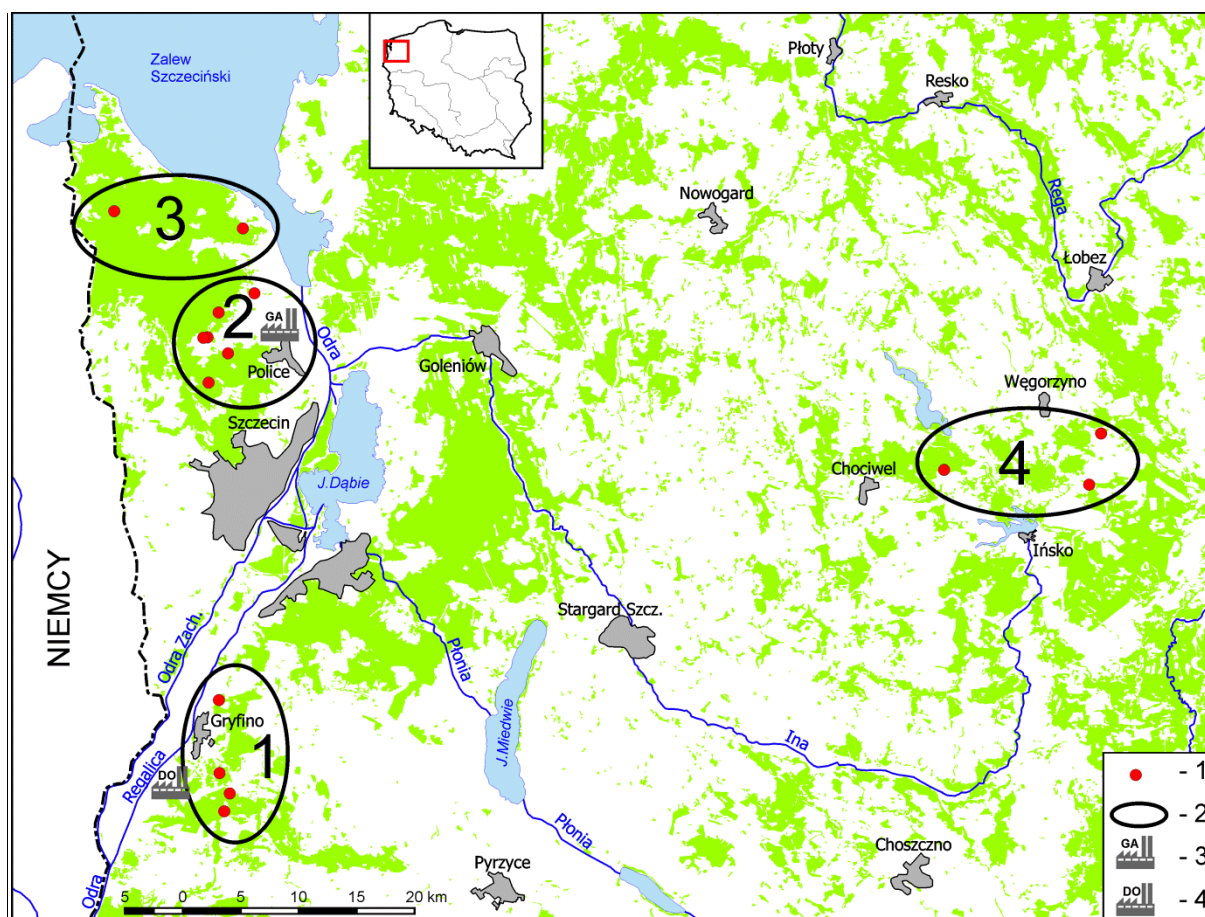 Zalew
Szczeciński
Płoty
Resko
Rega
Nowogard
Łobez
3
2
GA
Police
Odra
Goleniów
Szczecin
J.Dąbie
Węgorzyno
4
Chociwel
Ińsko
NIEMCY
Odra Zach.
Stargard Szcz.
Płonia
J.Miedwie
Ina
Gryfino
1
Regalica
DO
Płonia
Odra
Pyrzyce
Choszczno
5 0 5 10 15 20 km
- 1
- 2
GA - 3
DO - 4